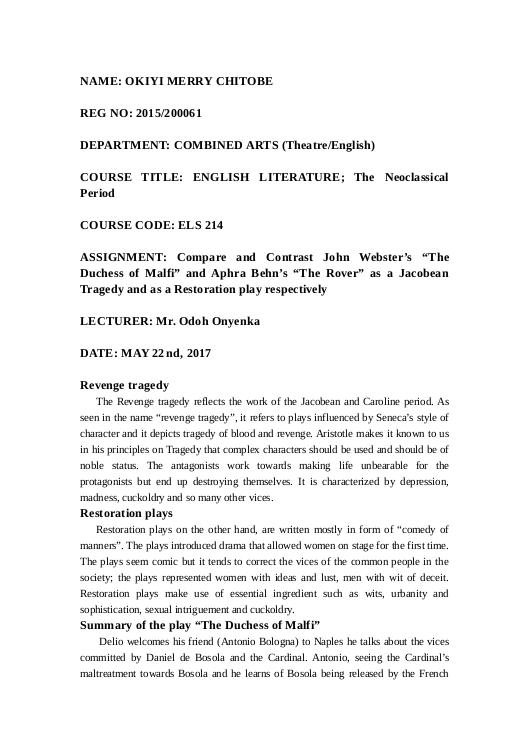 NAME: OKIYI MERRY CHITOBE
REG NO: 2015/200061
DEPARTMENT: COMBINED ARTS (Theatre/English)
COURSE TITLE: ENGLISH LITERATURE; The Neoclassical
Period
COURSE CODE: ELS 214
ASSIGNMENT: Compare and Contrast John Webster’s “The
Duchess of Malfi” and Aphra Behn’s “The Rover” as a Jacobean
Tragedy and as a Restoration play respectively
LECTURER: Mr. Odoh Onyenka
DATE: MAY 22nd, 2017
Revenge tragedy
The Revenge tragedy reflects the work of the Jacobean and Caroline period. As
seen in the name “revenge tragedy”, it refers to plays influenced by Seneca’s style of
character and it depicts tragedy of blood and revenge. Aristotle makes it known to us
in his principles on Tragedy that complex characters should be used and should be of
noble status. The antagonists work towards making life unbearable for the
protagonists but end up destroying themselves. It is characterized by depression,
madness, cuckoldry and so many other vices.
Restoration plays
Restoration plays on the other hand, are written mostly in form of “comedy of
manners”. The plays introduced drama that allowed women on stage for the first time.
The plays seem comic but it tends to correct the vices of the common people in the
society; the plays represented women with ideas and lust, men with wit of deceit.
Restoration plays make use of essential ingredient such as wits, urbanity and
sophistication, sexual intriguement and cuckoldry.
Summary of the play “The Duchess of Malfi”
Delio welcomes his friend (Antonio Bologna) to Naples he talks about the vices
committed by Daniel de Bosola and the Cardinal. Antonio, seeing the Cardinal’s
maltreatment towards Bosola and he learns of Bosola being released by the French